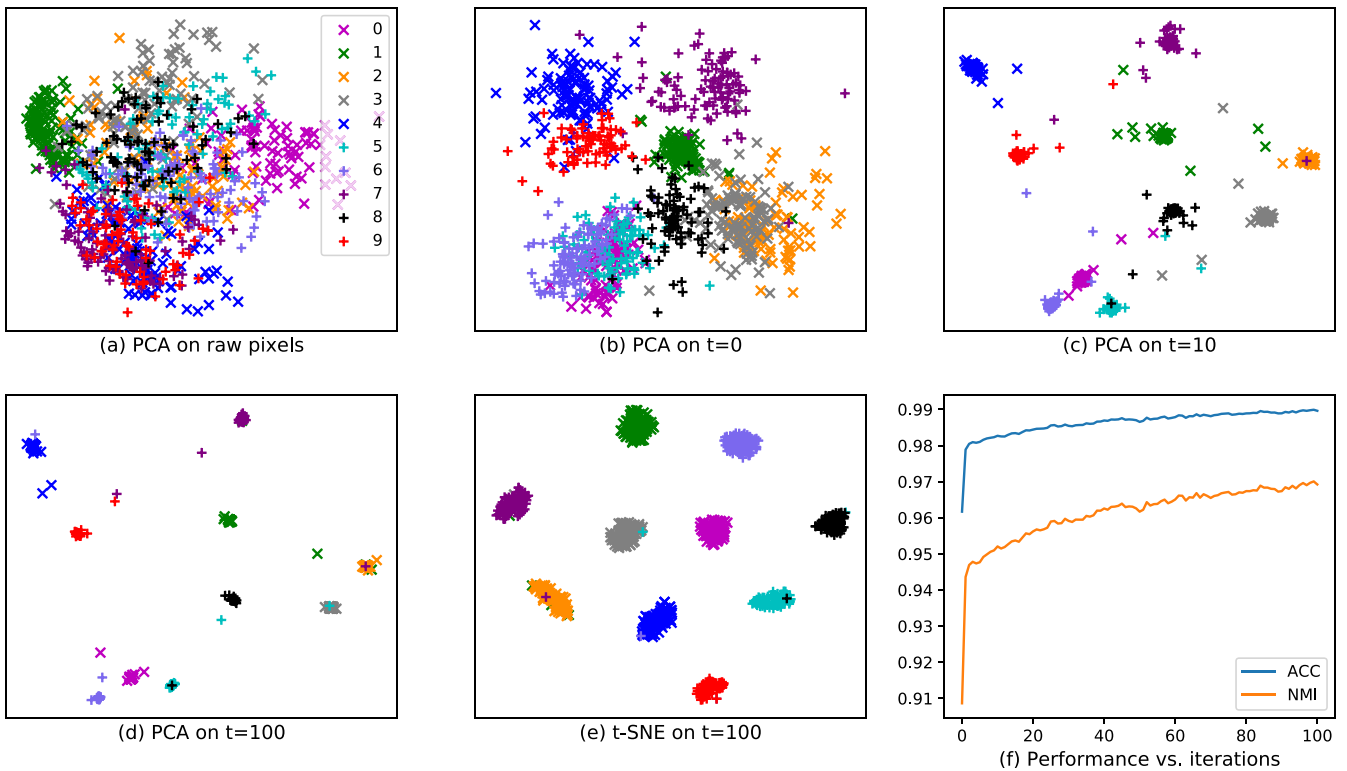 0
1
2
3
4
5
6
7
8
9
(a) PCA on raw pixels
(b) PCA on t=0
(c) PCA on t=10
(d) PCA on t=100
(e) t-SNE on t=100
0.99
0.98
0.97
0.96
0.95
0.94
0.93
0.92
0.91
ACC
NMI
0 20 40 60 80 100
(f) Performance vs. iterations